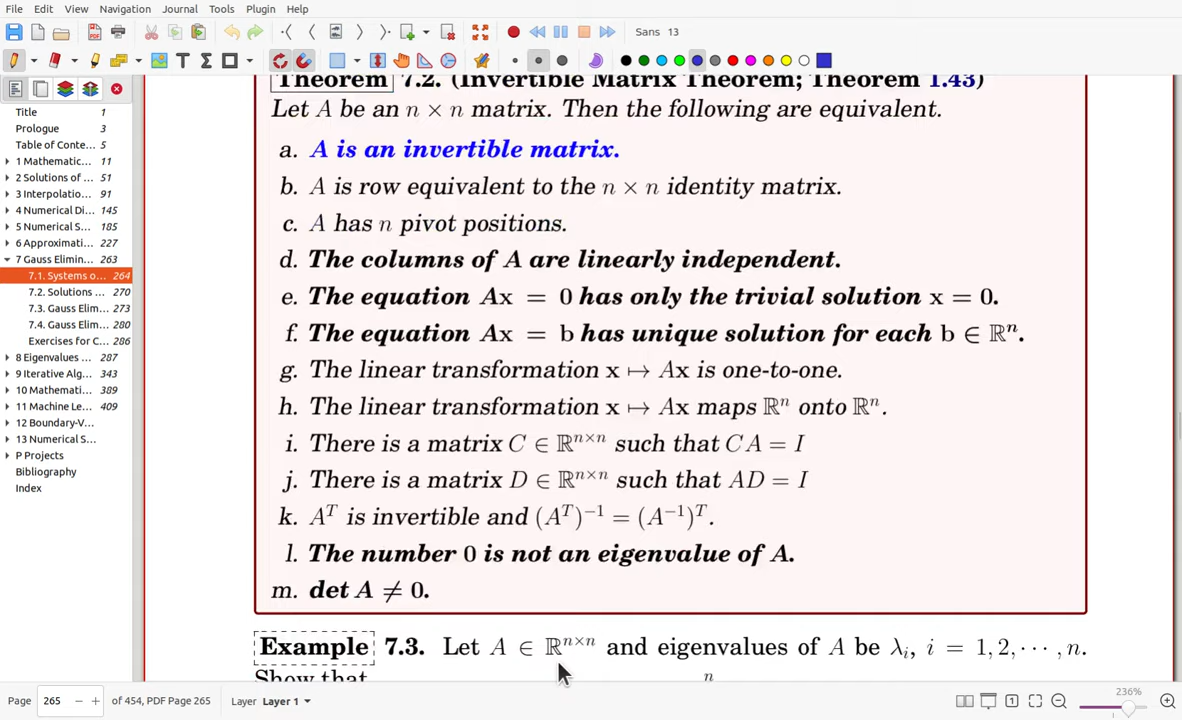 File Edit View Navigation Journal Tools Plugin Help
Sans 13
Title 1
Prologue 3
Table of Conte... 5
1 Mathematic... 11
2 Solutions of ... 51
3 Interpolatio... 91
4 Numerical Di... 145
5 Numerical S... 185
6 Approximati... 227
7 Gauss Elimin... 263
7.1. Systems o... 264
7.2. Solutions ... 270
7.3. Gauss Elim... 273
7.4. Gauss Elim... 280
Exercises for C... 286
8 Eigenvalues ... 287
9 Iterative Alg... 343
10 Mathemati... 389
11 Machine Le... 409
12 Boundary-V...
13 Numerical S...
P Projects
Bibliography
Index
Theorem 7.2. (Invertible Matrix Theorem; Theorem 1.43)
Let A be an n × n matrix. Then the following are equivalent.
a. A is an invertible matrix.
b. A is row equivalent to the n × n identity matrix.
c. A has n pivot positions.
d. The columns of A are linearly independent.
e. The equation Ax = 0 has only the trivial solution x = 0.
f. The equation Ax = b has unique solution for each b ∈ ℝⁿ.
g. The linear transformation x ↦ Ax is one-to-one.
h. The linear transformation x ↦ Ax maps ℝⁿ onto ℝⁿ.
i. There is a matrix C ∈ ℝⁿˣⁿ such that CA = I
j. There is a matrix D ∈ ℝⁿˣⁿ such that AD = I
k. Aᵀ is invertible and (Aᵀ)⁻¹ = (A⁻¹)ᵀ.
l. The number 0 is not an eigenvalue of A.
m. det A ≠ 0.
Example 7.3. Let A ∈ ℝⁿˣⁿ and eigenvalues of A be λᵢ, i = 1, 2, ⋯ , n.
Show that n
Page 265 − + of 454, PDF Page 265 Layer Layer 1 236%